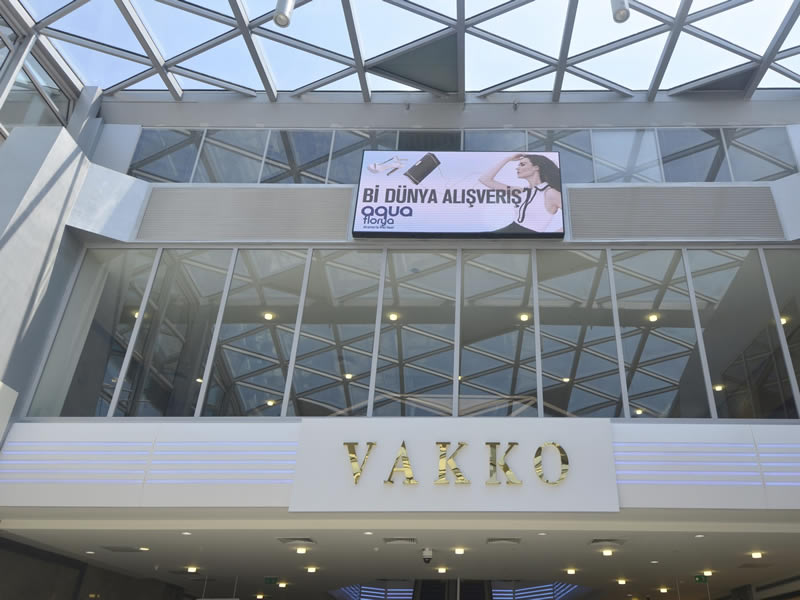 Bİ DÜNYA ALIŞVERİŞ
aqua
florya
VAKKO